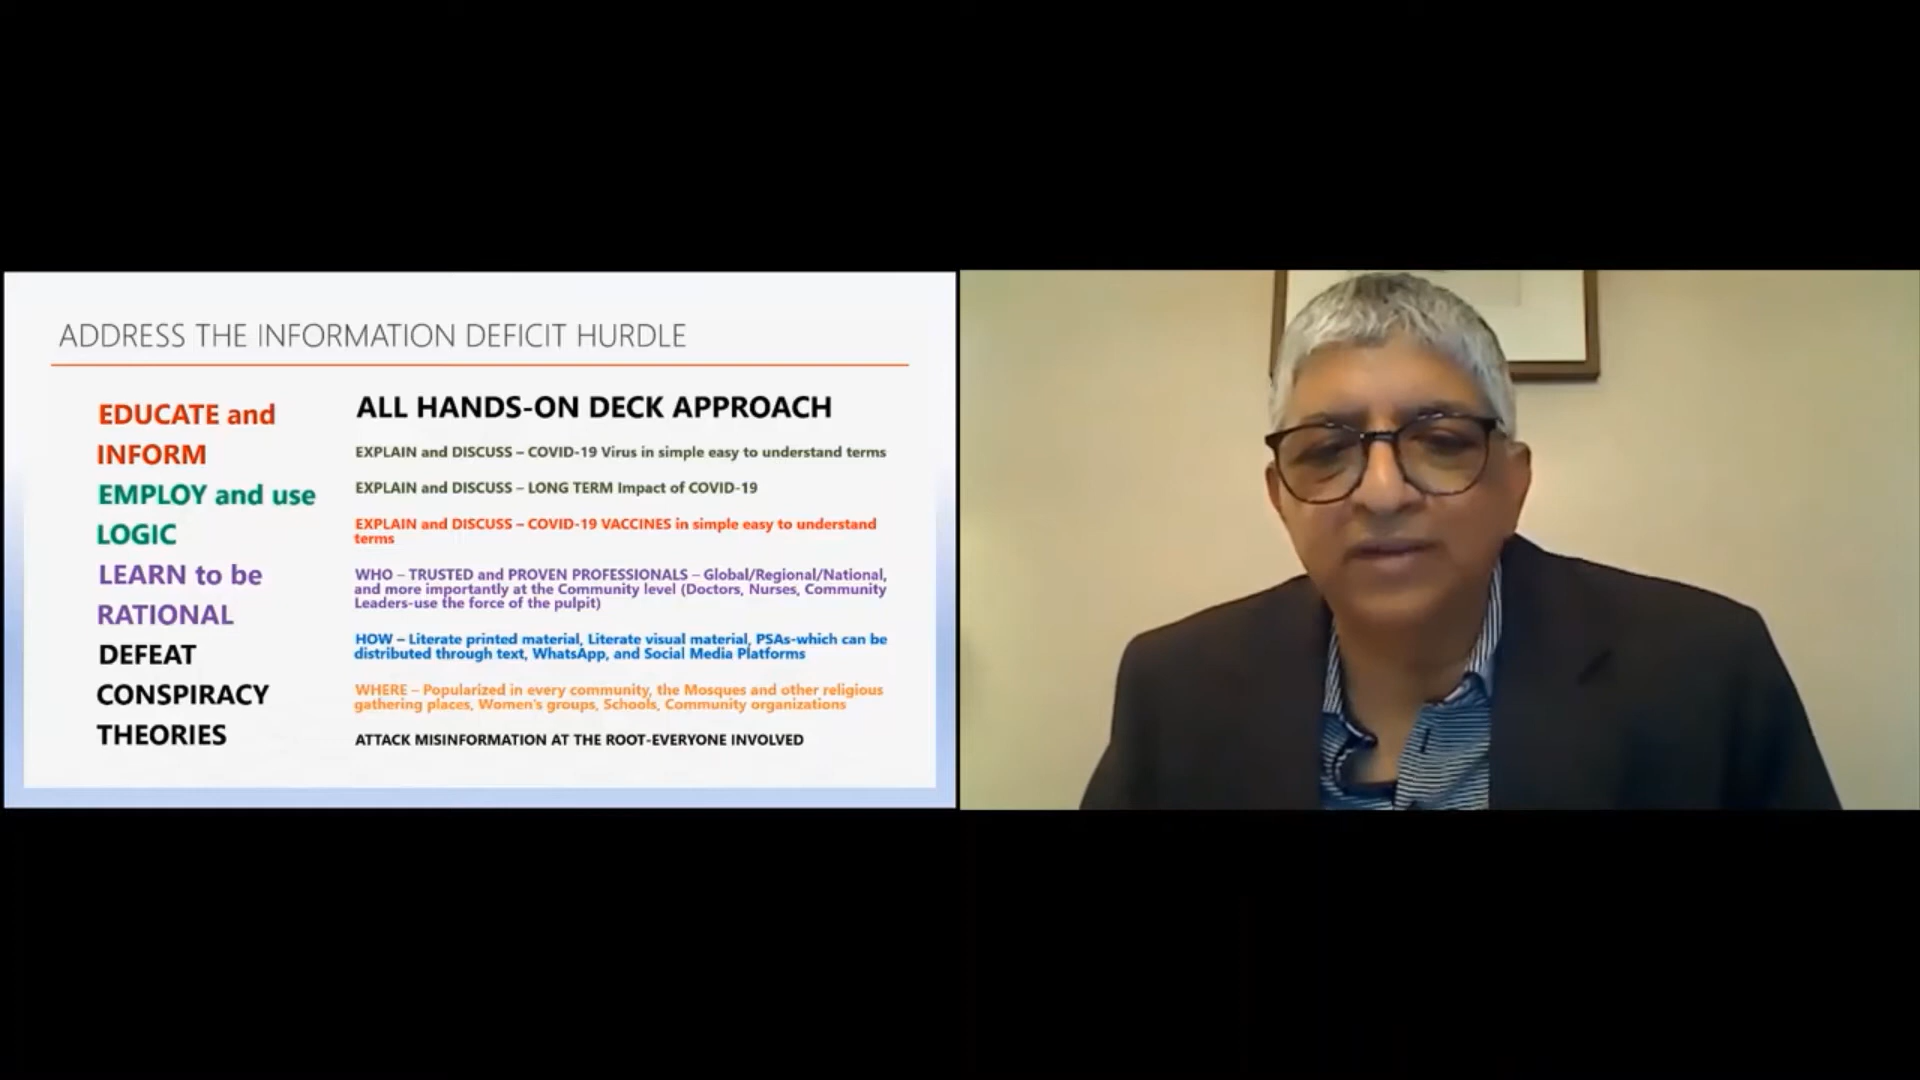 ADDRESS THE INFORMATION DEFICIT HURDLE
EDUCATE and
INFORM
EMPLOY and use
LOGIC
LEARN to be
RATIONAL
DEFEAT
CONSPIRACY
THEORIES
ALL HANDS-ON DECK APPROACH
EXPLAIN and DISCUSS – COVID-19 Virus in simple easy to understand terms
EXPLAIN and DISCUSS – LONG TERM Impact of COVID-19
EXPLAIN and DISCUSS – COVID-19 VACCINES in simple easy to understand
terms
WHO – TRUSTED and PROVEN PROFESSIONALS – Global/Regional/National,
and more importantly at the Community level (Doctors, Nurses, Community
Leaders-use the force of the pulpit)
HOW – Literate printed material, Literate visual material, PSAs-which can be
distributed through text, WhatsApp, and Social Media Platforms
WHERE – Popularized in every community, the Mosques and other religious
gathering places, Women's groups, Schools, Community organizations
ATTACK MISINFORMATION AT THE ROOT-EVERYONE INVOLVED